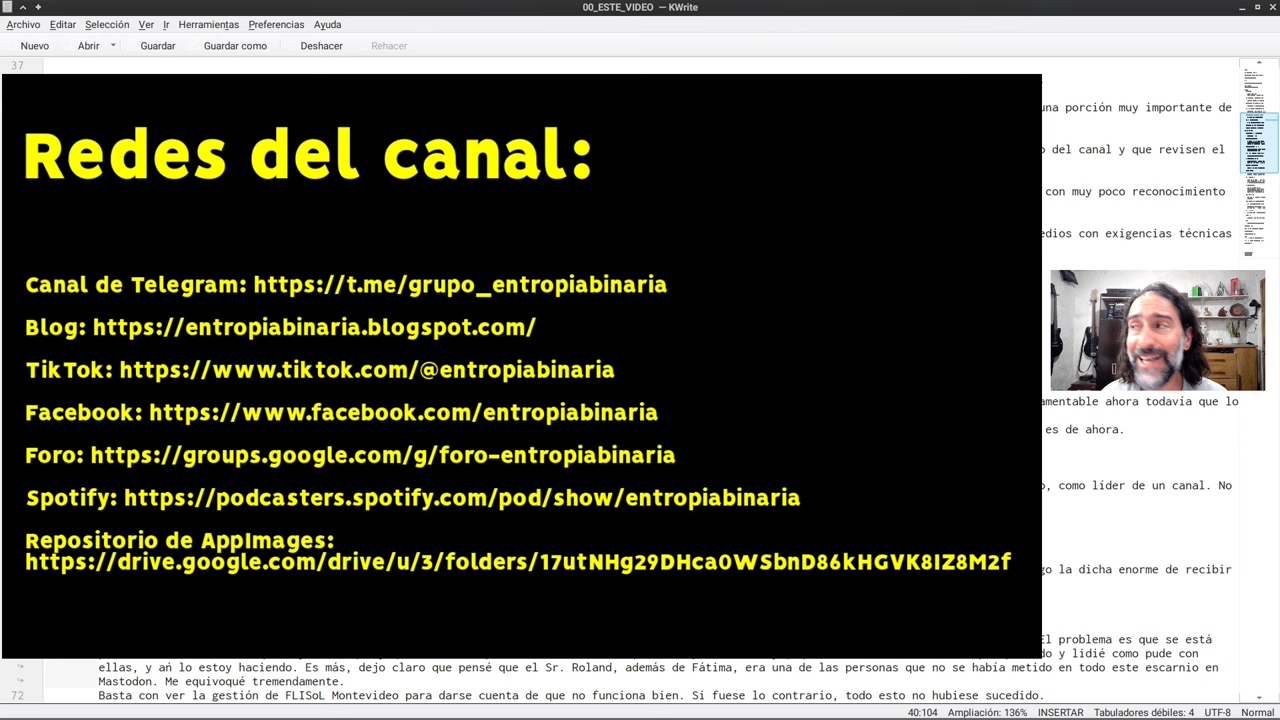 00_ESTE_VIDEO — KWrite
Archivo Editar Selección Ver Ir Herramientas Preferencias Ayuda
Nuevo Abrir Guardar Guardar como Deshacer Rehacer
37
una porción muy importante de
Redes del canal:
o del canal y que revisen el
con muy poco reconocimiento
edios con exigencias técnicas
Canal de Telegram: https://t.me/grupo_entropiabinaria
Blog: https://entropiabinaria.blogspot.com/
TikTok: https://www.tiktok.com/@entropiabinaria
amentable ahora todavía que lo
Facebook: https://www.facebook.com/entropiabinaria
es de ahora.
Foro: https://groups.google.com/g/foro-entropiabinaria
o, como líder de un canal. No
Spotify: https://podcasters.spotify.com/pod/show/entropiabinaria
Repositorio de AppImages:
https://drive.google.com/drive/u/3/folders/17utNHg29DHca0WSbnD86kHGVK8IZ8M2f
go la dicha enorme de recibir
El problema es que se está
do y lidié como pude con
ellas, y ań lo estoy haciendo. Es más, dejo claro que pensé que el Sr. Roland, además de Fátima, era una de las personas que no se había metido en todo este escarnio en
Mastodon. Me equivoqué tremendamente.
72 Basta con ver la gestión de FLISoL Montevideo para darse cuenta de que no funciona bien. Si fuese lo contrario, todo esto no hubiese sucedido.
40:104 Ampliación: 136% INSERTAR Tabuladores débiles: 4 UTF-8 Normal